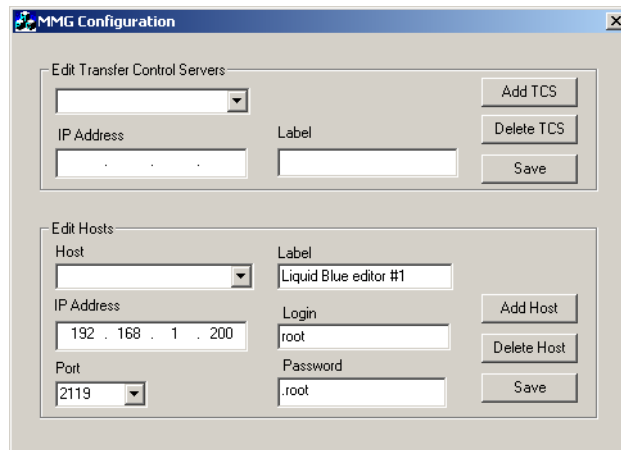 MMG Configuration
Edit Transfer Control Servers
Add TCS
IP Address
Label
Delete TCS
. . .
Save
Edit Hosts
Host
Label
Liquid Blue editor #1
IP Address
Login
Add Host
192 . 168 . 1 . 200
root
Delete Host
Port
Password
2119
.root
Save